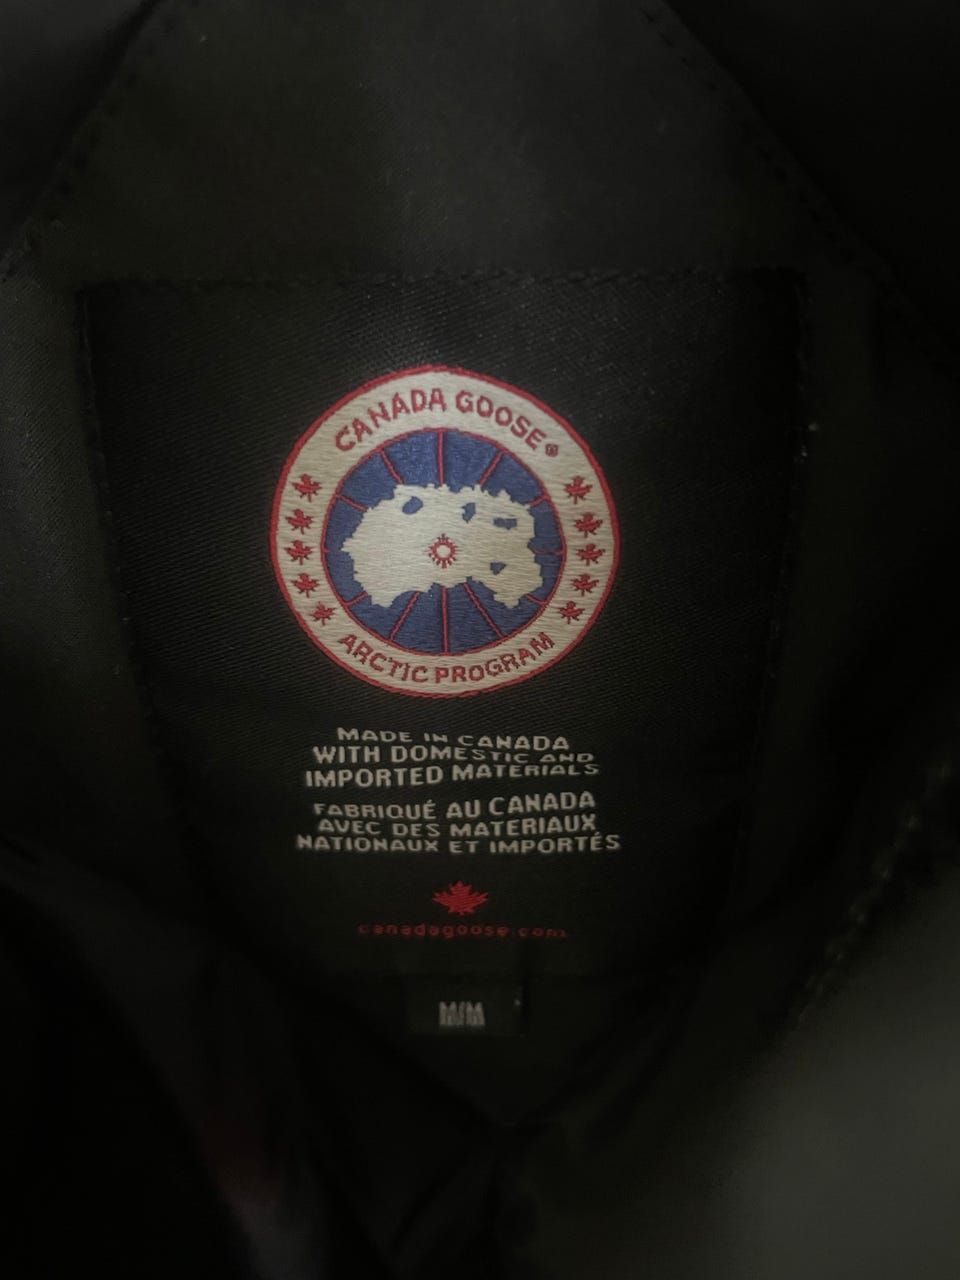 CANADA GOOSE®
ARCTIC PROGRAM
MADE IN CANADA
WITH DOMESTIC AND
IMPORTED MATERIALS
FABRIQUÉ AU CANADA
AVEC DES MATERIAUX
NATIONAUX ET IMPORTÉS
canadagoose.com
M/M